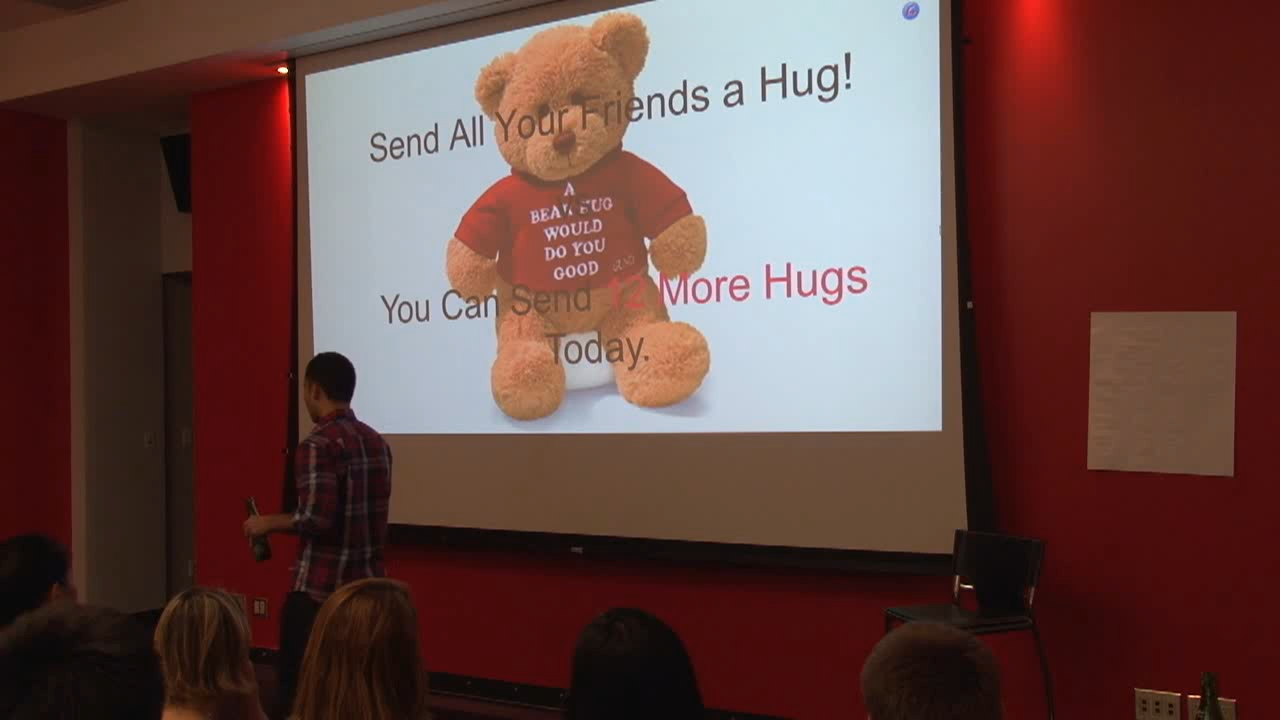 Send All Your Friends a Hug!
A
BEAR HUG
WOULD
DO YOU
GOOD
You Can Send 12 More Hugs
Today.